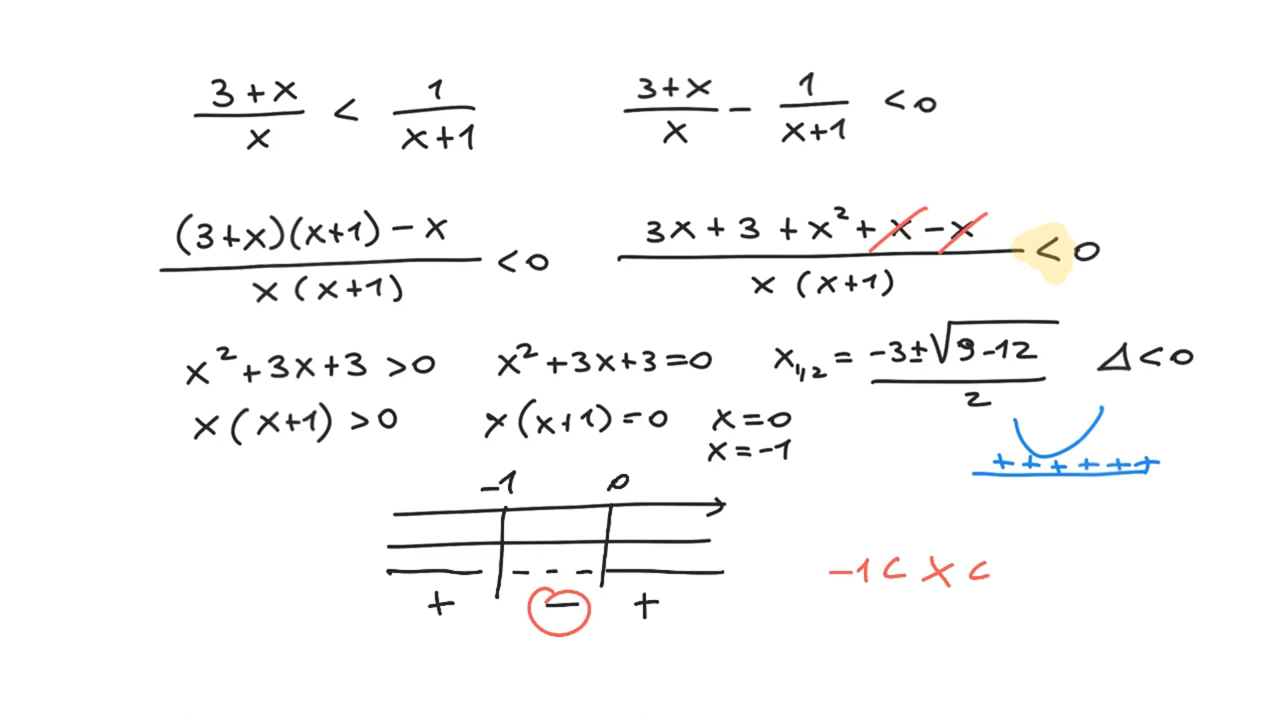 (3+x)/x < 1/(x+1)
(3+x)/x - 1/(x+1) < 0
((3+x)(x+1) - x)/(x(x+1)) < 0
(3x + 3 + x² + x - x)/(x(x+1)) < 0
x² + 3x + 3 > 0
x² + 3x + 3 = 0
x₁/₂ = (-3 ± √(9 - 12))/2
Δ < 0
x(x+1) > 0
x(x+1) = 0
x = 0
x = -1
+ + + + + +
-1 0
+ - +
-1 < x <